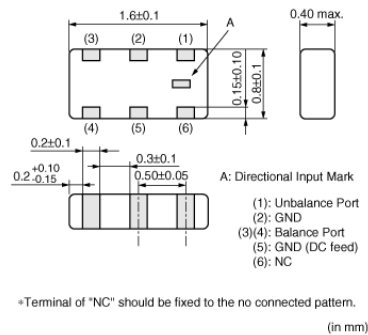 1.6±0.1
A
0.40 max.
(3) (2) (1)
0.15±0.10
0.8±0.1
(4) (5) (6)
0.2±0.1
0.3±0.1
0.2 +0.10 -0.15
0.50±0.05
A: Directional Input Mark
(1): Unbalance Port
(2): GND
(3)(4): Balance Port
(5): GND (DC feed)
(6): NC
*Terminal of "NC" should be fixed to the no connected pattern.
(in mm)